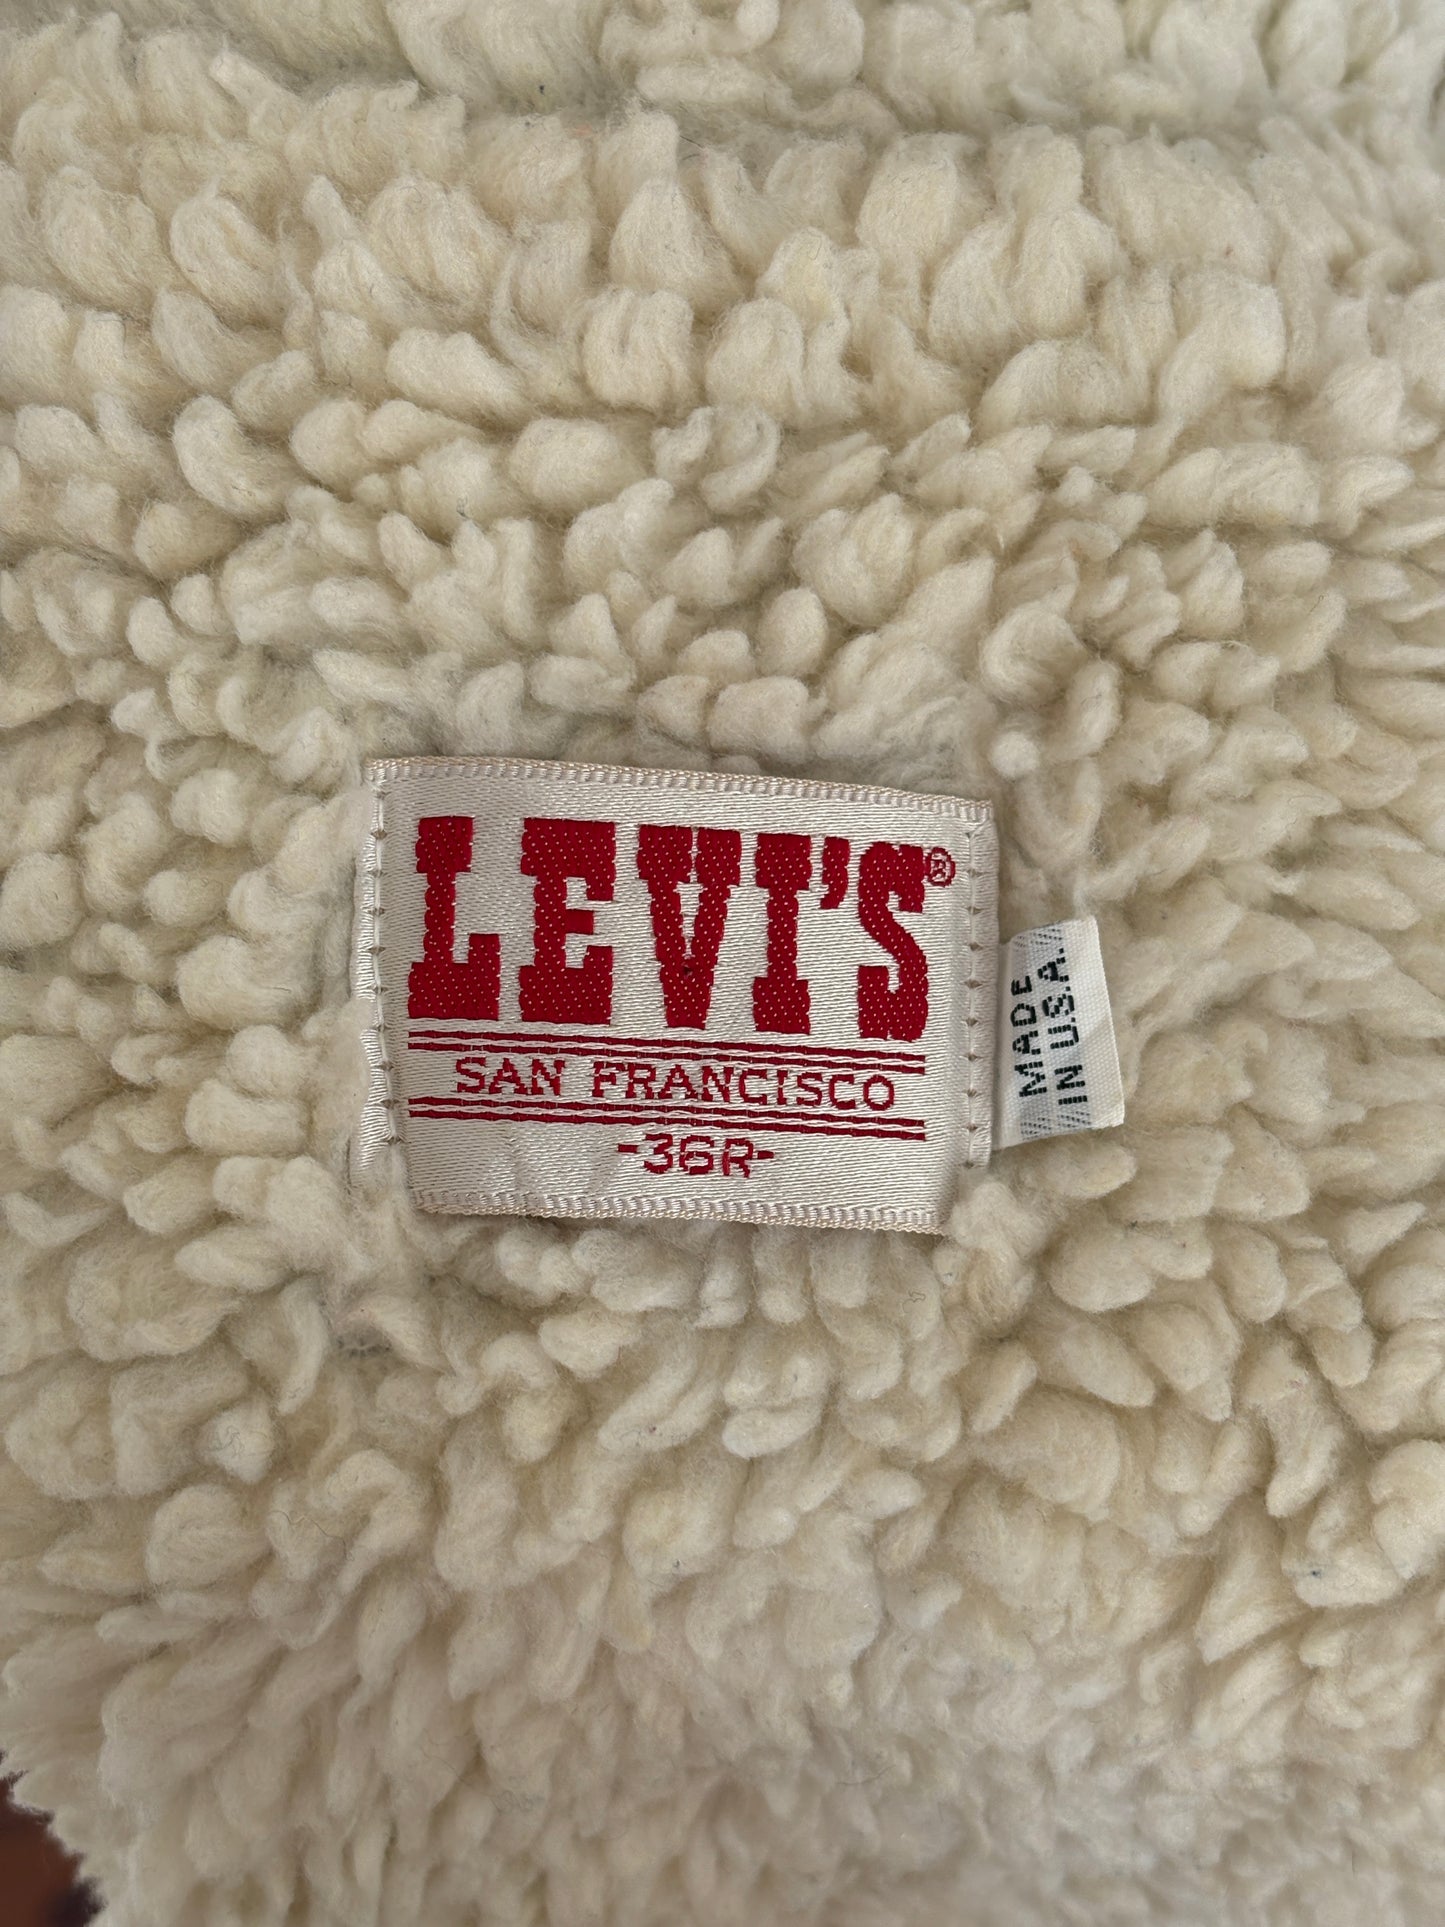 LEVI'S®
SAN FRANCISCO
-36R-
MADE
IN U.S.A.